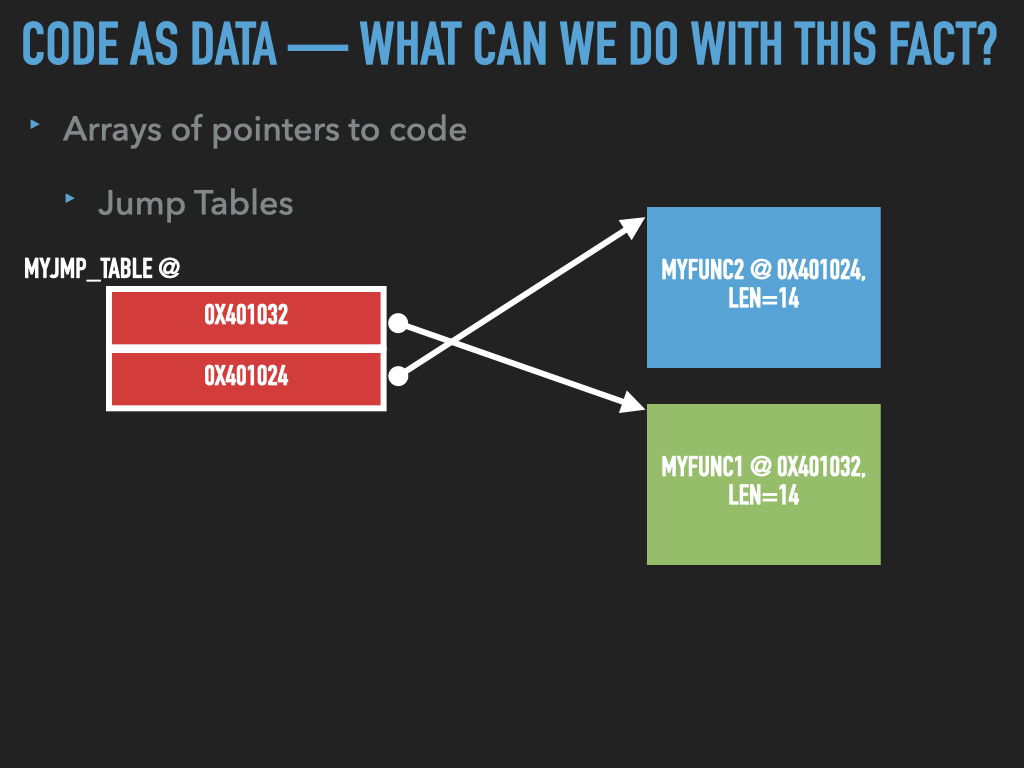 CODE AS DATA — WHAT CAN WE DO WITH THIS FACT?
‣ Arrays of pointers to code
‣ Jump Tables
MYJMP_TABLE @
0X401032
0X401024
MYFUNC2 @ 0X401024,
LEN=14
MYFUNC1 @ 0X401032,
LEN=14